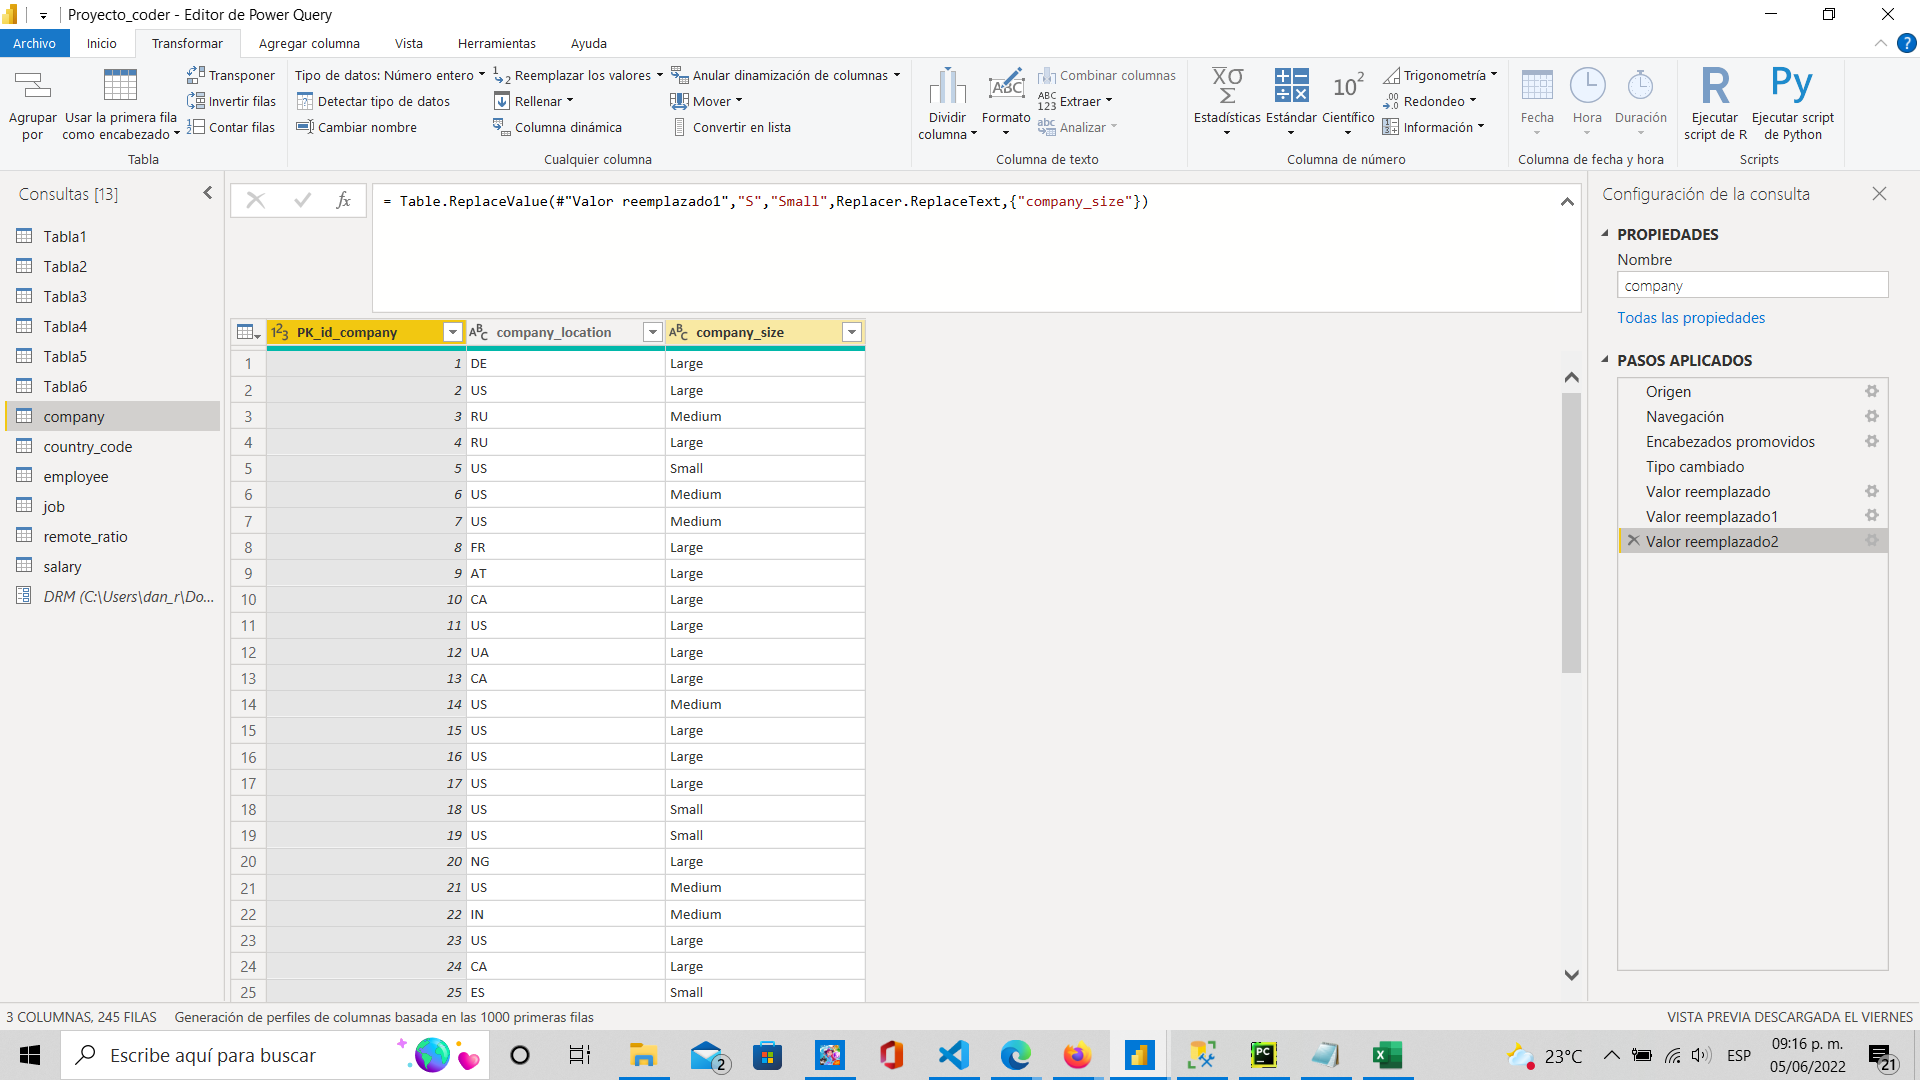 Proyecto_coder - Editor de Power Query
Archivo
Inicio
Transformar
Agregar columna
Vista
Herramientas
Ayuda
Agrupar por
Usar la primera fila como encabezado
Transponer
Invertir filas
Contar filas
Tabla
Tipo de datos: Número entero
Detectar tipo de datos
Cambiar nombre
Reemplazar los valores
Rellenar
Columna dinámica
Anular dinamización de columnas
Mover
Convertir en lista
Cualquier columna
Dividir columna
Formato
Combinar columnas
Extraer
Analizar
Columna de texto
Estadísticas
Estándar
Científico
Trigonometría
Redondeo
Información
Columna de número
Fecha
Hora
Duración
Columna de fecha y hora
Ejecutar script de R
Ejecutar script de Python
Scripts
Consultas [13]
Tabla1
Tabla2
Tabla3
Tabla4
Tabla5
Tabla6
company
country_code
employee
job
remote_ratio
salary
DRM (C:\Users\dan_r\Do...
fx
= Table.ReplaceValue(#"Valor reemplazado1","S","Small",Replacer.ReplaceText,{"company_size"})
PK_id_company company_location company_size
1 1 DE Large
2 2 US Large
3 3 RU Medium
4 4 RU Large
5 5 US Small
6 6 US Medium
7 7 US Medium
8 8 FR Large
9 9 AT Large
10 10 CA Large
11 11 US Large
12 12 UA Large
13 13 CA Large
14 14 US Medium
15 15 US Large
16 16 US Large
17 17 US Large
18 18 US Small
19 19 US Small
20 20 NG Large
21 21 US Medium
22 22 IN Medium
23 23 US Large
24 24 CA Large
25 25 ES Small
Configuración de la consulta
PROPIEDADES
Nombre
company
Todas las propiedades
PASOS APLICADOS
Origen
Navegación
Encabezados promovidos
Tipo cambiado
Valor reemplazado
Valor reemplazado1
Valor reemplazado2
3 COLUMNAS, 245 FILAS Generación de perfiles de columnas basada en las 1000 primeras filas
VISTA PREVIA DESCARGADA EL VIERNES
Escribe aquí para buscar
2
23°C
ESP
09:16 p. m.
05/06/2022
21